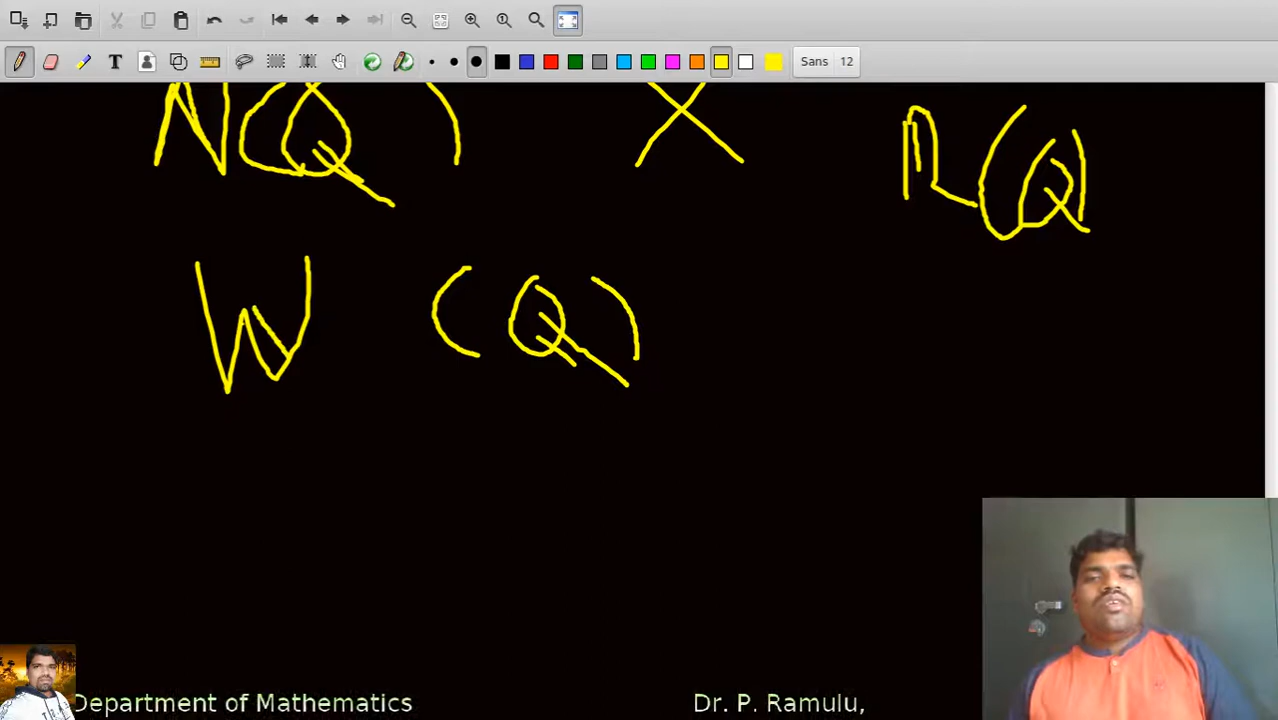 Sans 12
N(Q) X R(Q)
W (Q)
Department of Mathematics Dr. P. Ramulu,